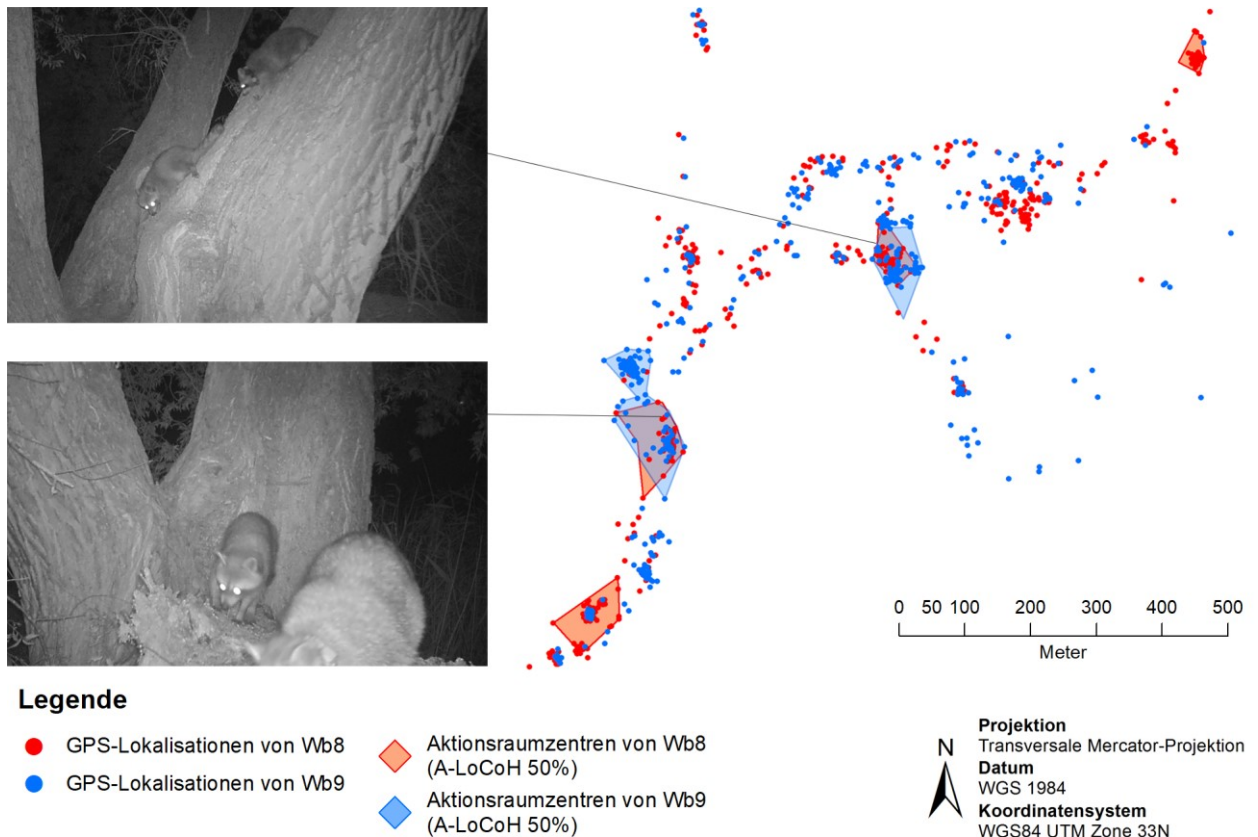 0 50 100 200 300 400 500
Meter
Legende
GPS-Lokalisationen von Wb8
GPS-Lokalisationen von Wb9
Aktionsraumzentren von Wb8
(A-LoCoH 50%)
Aktionsraumzentren von Wb9
(A-LoCoH 50%)
N
Projektion
Transversale Mercator-Projektion
Datum
WGS 1984
Koordinatensystem
WGS84 UTM Zone 33N